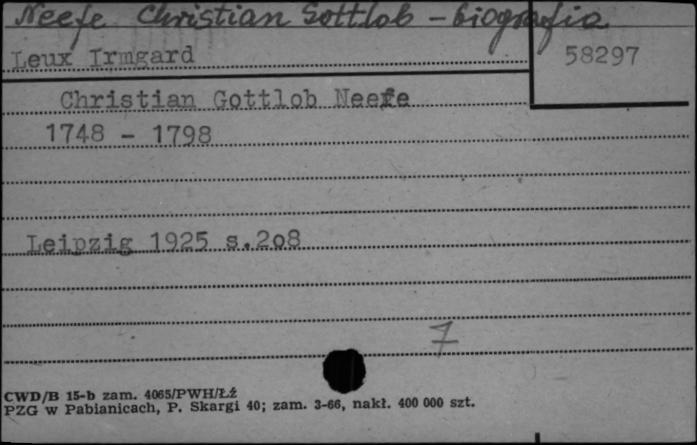 Neefe Christian Gottlob - biografia
Leux Irmgard
58297
Christian Gottlob Neefe
1748 - 1798
Leipzig 1925 s.2o8
7
CWD/B 15-b zam. 4065/PWH/Łź
PZG w Pabianicach, P. Skargi 40; zam. 3-66, nakł. 400 000 szt.